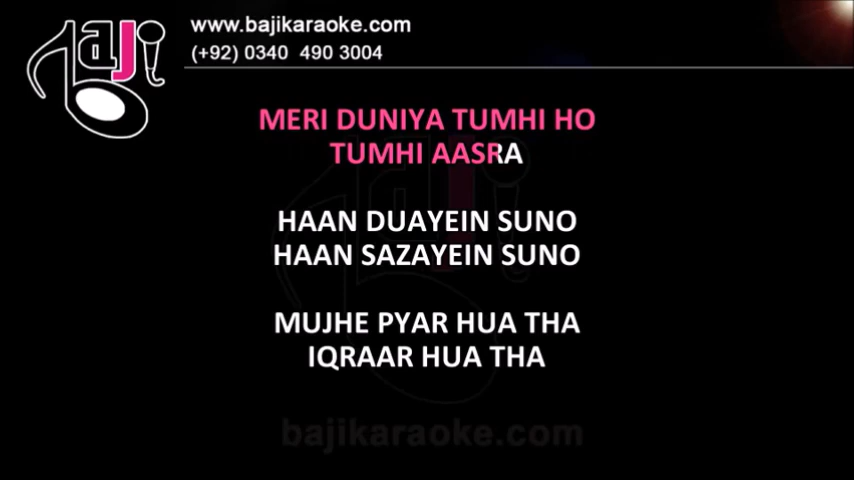 BAJI
www.bajikaraoke.com
(+92) 0340 490 3004
MERI DUNIYA TUMHI HO
TUMHI AASRA
HAAN DUAYEIN SUNO
HAAN SAZAYEIN SUNO
MUJHE PYAR HUA THA
IQRAAR HUA THA
bajikaraoke.com